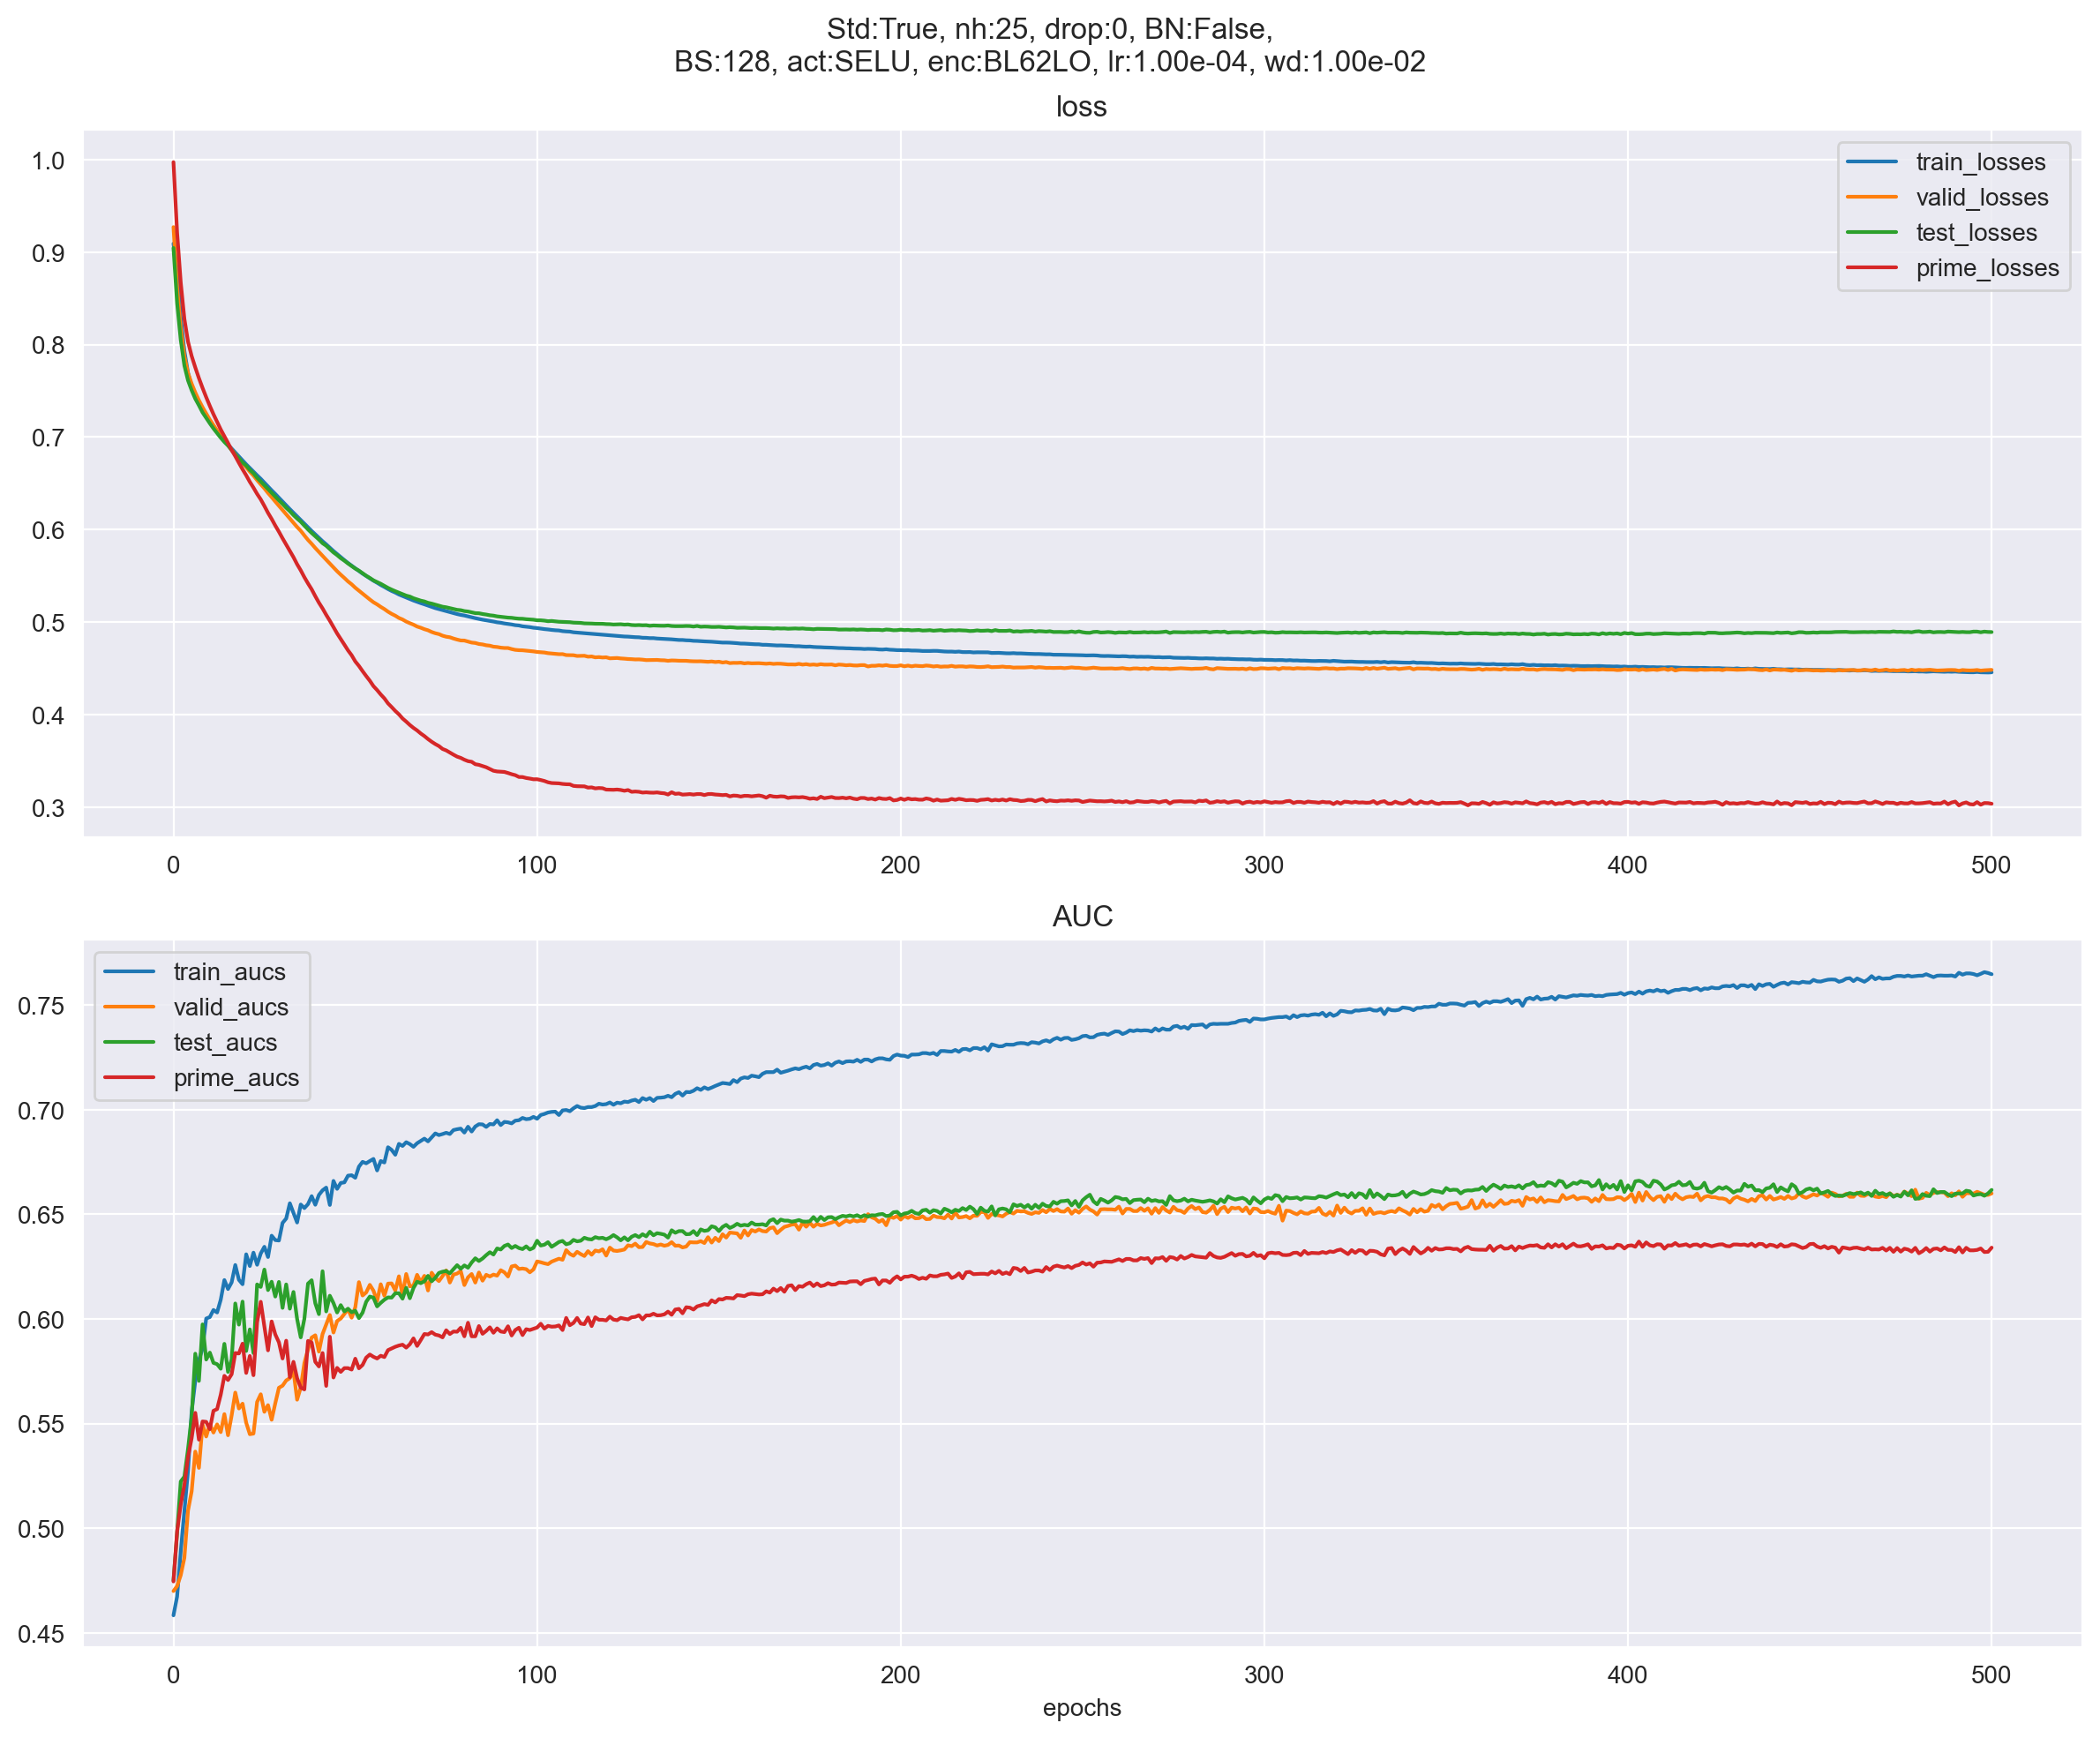 Std:True, nh:25, drop:0, BN:False,
BS:128, act:SELU, enc:BL62LO, lr:1.00e-04, wd:1.00e-02
loss
1.0
0.9
0.8
0.7
0.6
0.5
0.4
0.3
train_losses
valid_losses
test_losses
prime_losses
0 100 200 300 400 500
AUC
train_aucs
valid_aucs
test_aucs
prime_aucs
0.75
0.70
0.65
0.60
0.55
0.50
0.45
0 100 200 300 400 500
epochs